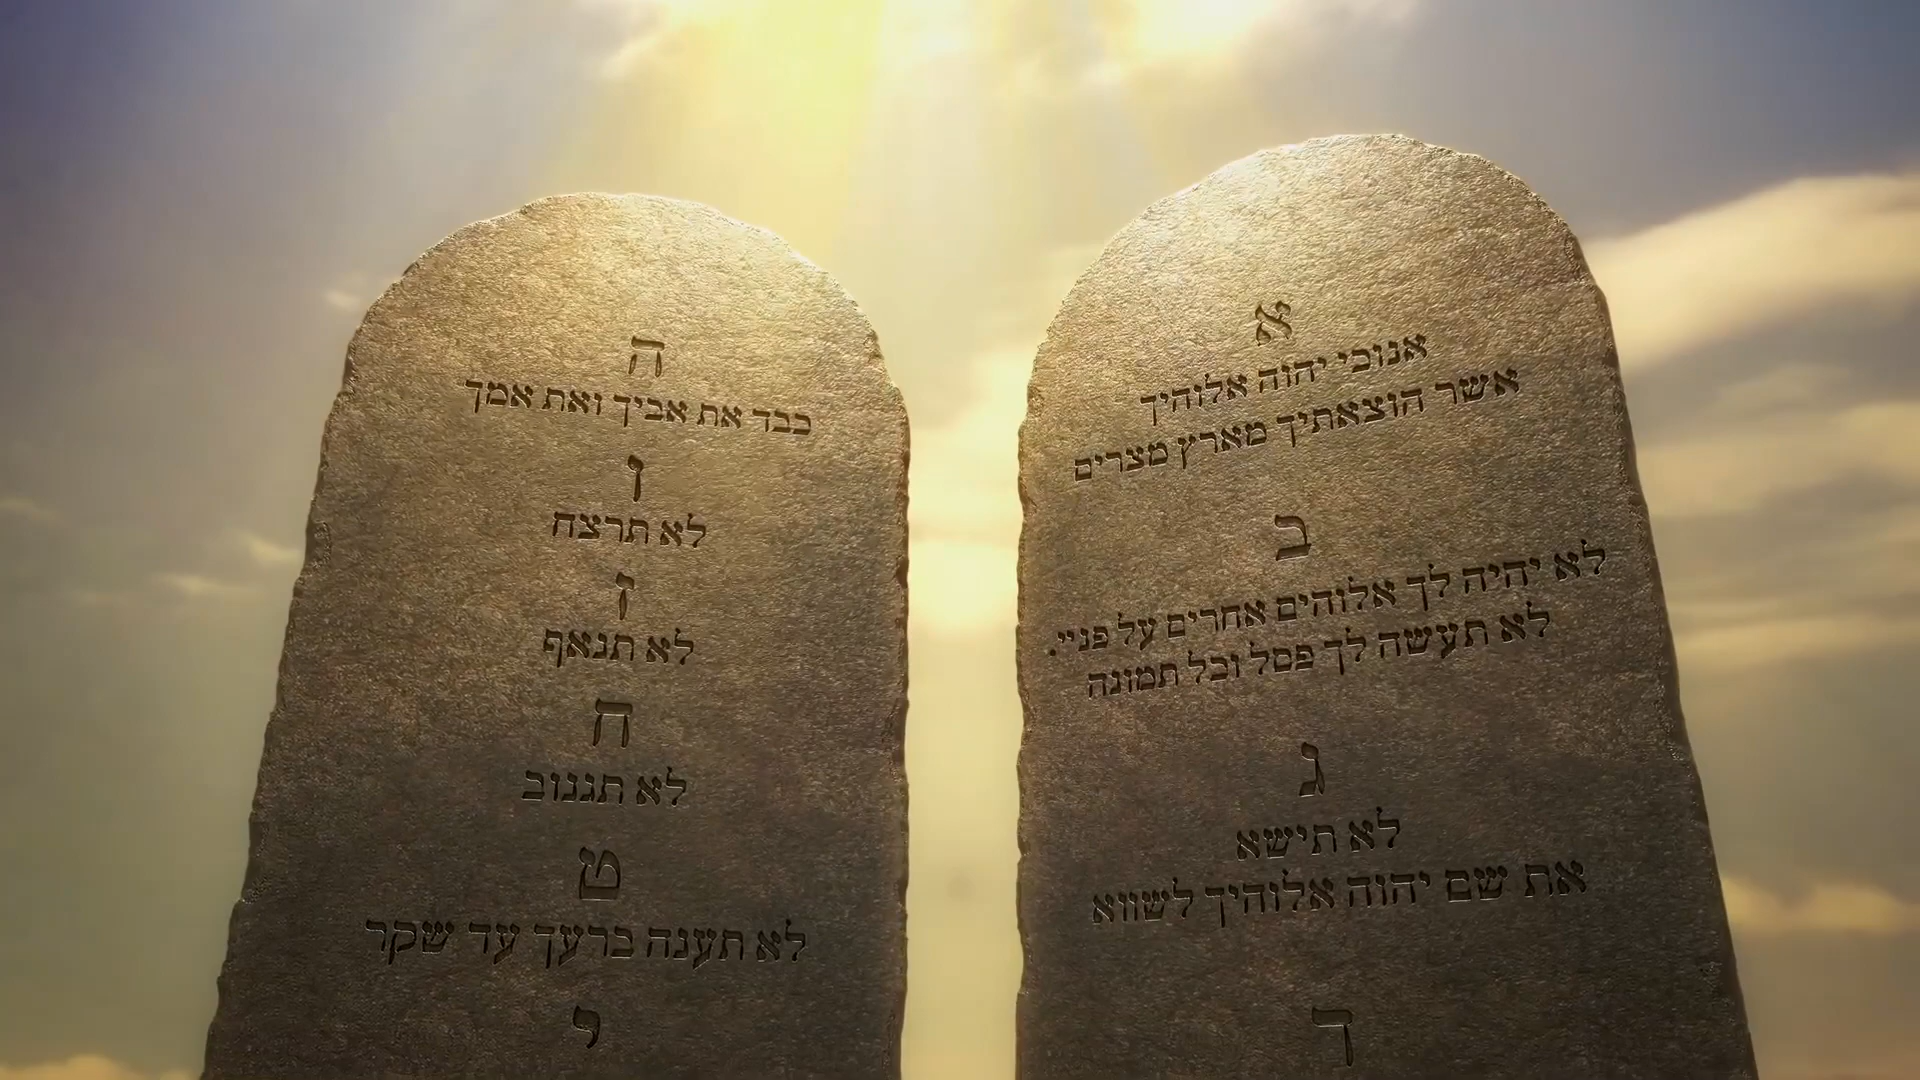 א
אנוכי יהוה אלוהיך
אשר הוצאתיך מארץ מצרים
ב
לא יהיה לך אלוהים אחרים על פניי.
לא תעשה לך פסל וכל תמונה
ג
לא תישא
את שם יהוה אלוהיך לשווא
ד
ה
כבד את אביך ואת אמך
ו
לא תרצח
ז
לא תנאף
ח
לא תגנוב
ט
לא תענה ברעך עד שקר
י